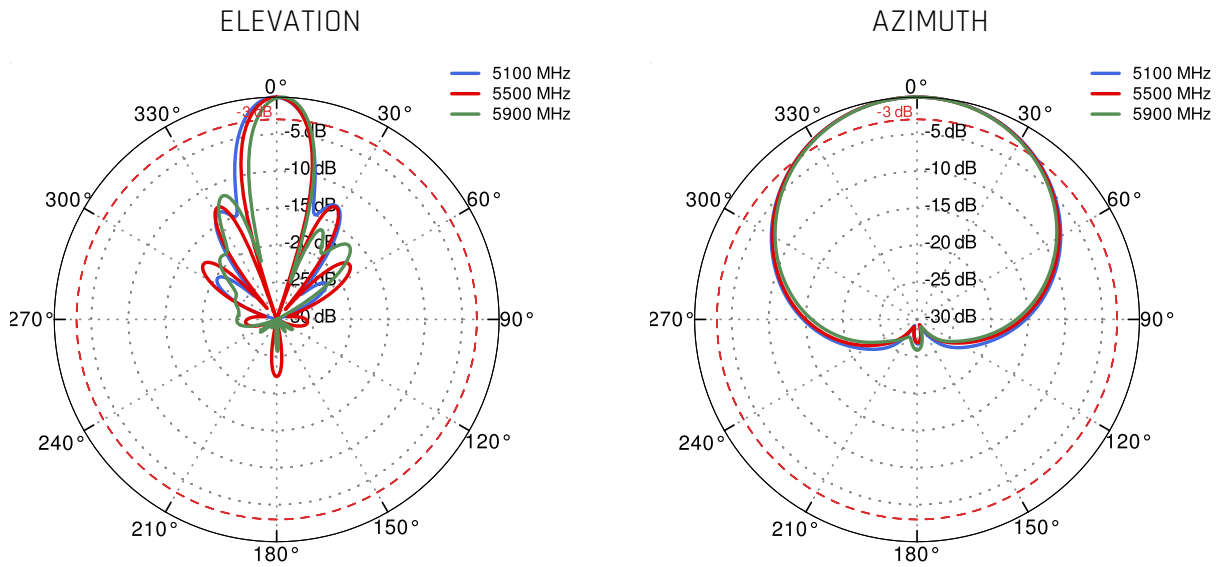 ELEVATION
5100 MHz
5500 MHz
5900 MHz
0°
330°
30°
-3 dB
-5 dB
-10 dB
300°
60°
-15 dB
-20 dB
-25 dB
270°
-30 dB
90°
240°
120°
210°
150°
180°
AZIMUTH
5100 MHz
5500 MHz
5900 MHz
0°
330°
30°
-3 dB
-5 dB
-10 dB
300°
60°
-15 dB
-20 dB
-25 dB
270°
-30 dB
90°
240°
120°
210°
150°
180°